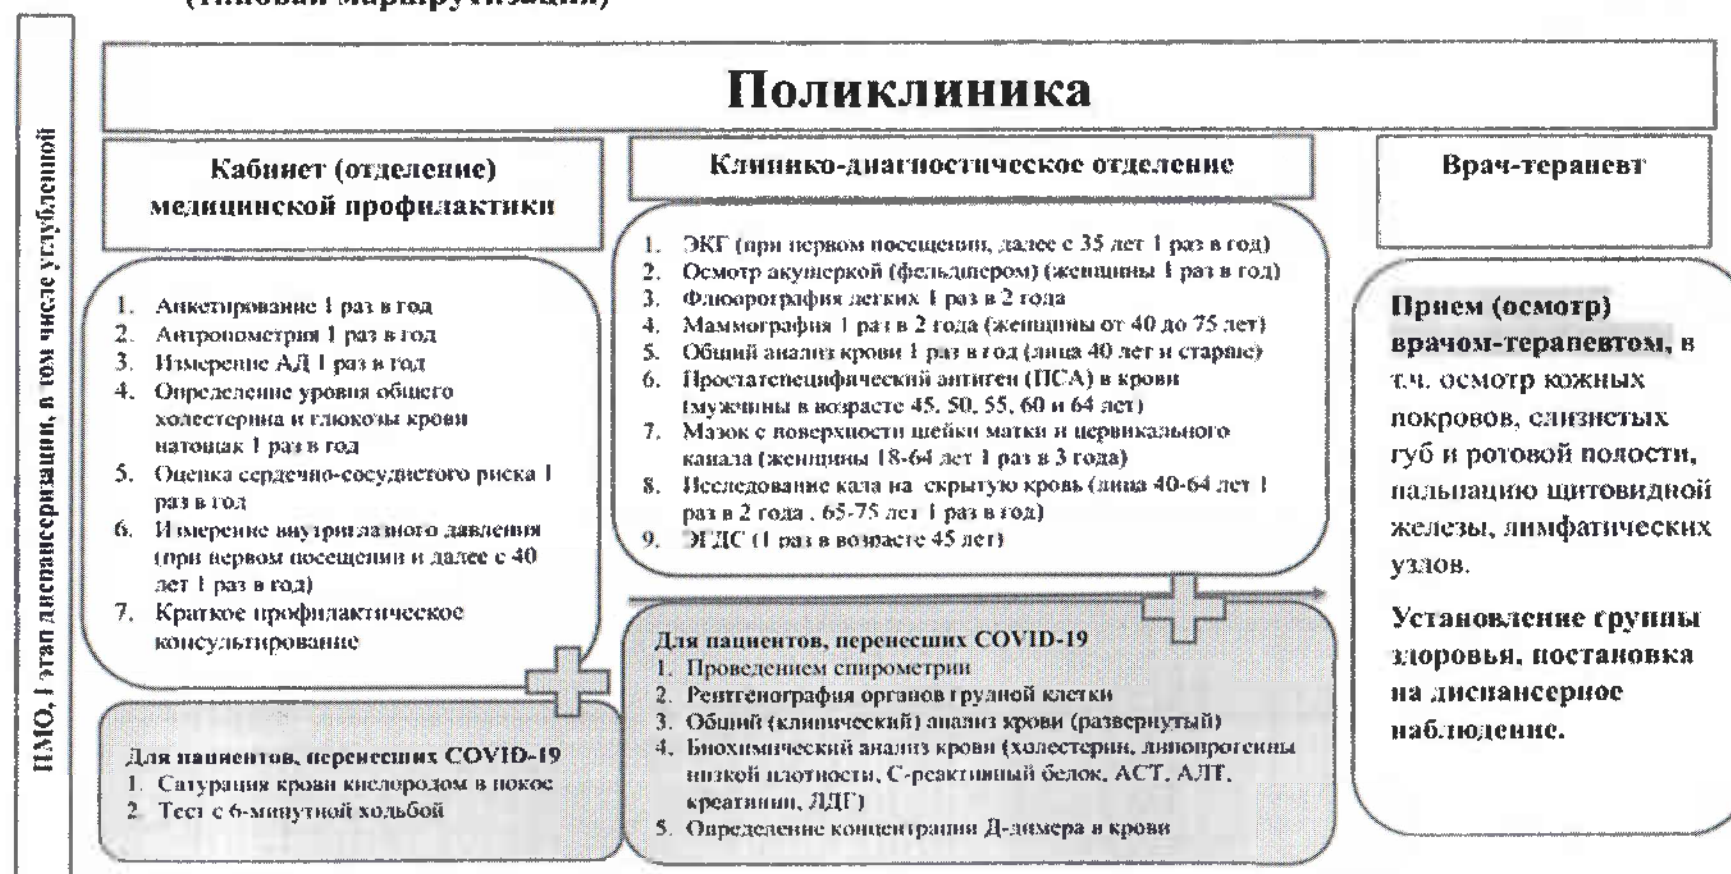 (типовая маршрутизация)
ПМО, I этап диспансеризации, в том числе углубленной
Поликлиника
Кабинет (отделение)
медицинской профилактики
1. Анкетирование 1 раз в год
2. Антропометрия 1 раз в год
3. Измерение АД 1 раз в год
4. Определение уровня общего
холестерина и глюкозы крови
натощак 1 раз в год
5. Оценка сердечно-сосудистого риска 1
раз в год
6. Измерение внутриглазного давления
(при первом посещении и далее с 40
лет 1 раз в год)
7. Краткое профилактическое
консультирование
Для пациентов, перенесших COVID-19
1. Сатурация крови кислородом в покое
2. Тест с 6-минутной ходьбой
Клинико-диагностическое отделение
1. ЭКГ (при первом посещении, далее с 35 лет 1 раз в год)
2. Осмотр акушеркой (фельдшером) (женщины 1 раз в год)
3. Флюорография легких 1 раз в 2 года
4. Маммография 1 раз в 2 года (женщины от 40 до 75 лет)
5. Общий анализ крови 1 раз в год (лица 40 лет и старше)
6. Простатспецифический антиген (ПСА) в крови
(мужчины в возрасте 45, 50, 55, 60 и 64 лет)
7. Мазок с поверхности шейки матки и цервикального
канала (женщины 18-64 лет 1 раз в 3 года)
8. Исследование кала на скрытую кровь (лица 40-64 лет 1
раз в 2 года , 65-75 лет 1 раз в год)
9. ЭГДС (1 раз в возрасте 45 лет)
Для пациентов, перенесших COVID-19
1. Проведением спирометрии
2. Рентгенография органов грудной клетки
3. Общий (клинический) анализ крови (развернутый)
4. Биохимический анализ крови (холестерин, липопротеины
низкой плотности, С-реактивный белок, АСТ, АЛТ,
креатинин, ЛДГ)
5. Определение концентрации Д-димера в крови
Врач-терапевт
Прием (осмотр)
врачом-терапевтом, в
т.ч. осмотр кожных
покровов, слизистых
губ и ротовой полости,
пальпацию щитовидной
железы, лимфатических
узлов.
Установление группы
здоровья, постановка
на диспансерное
наблюдение.